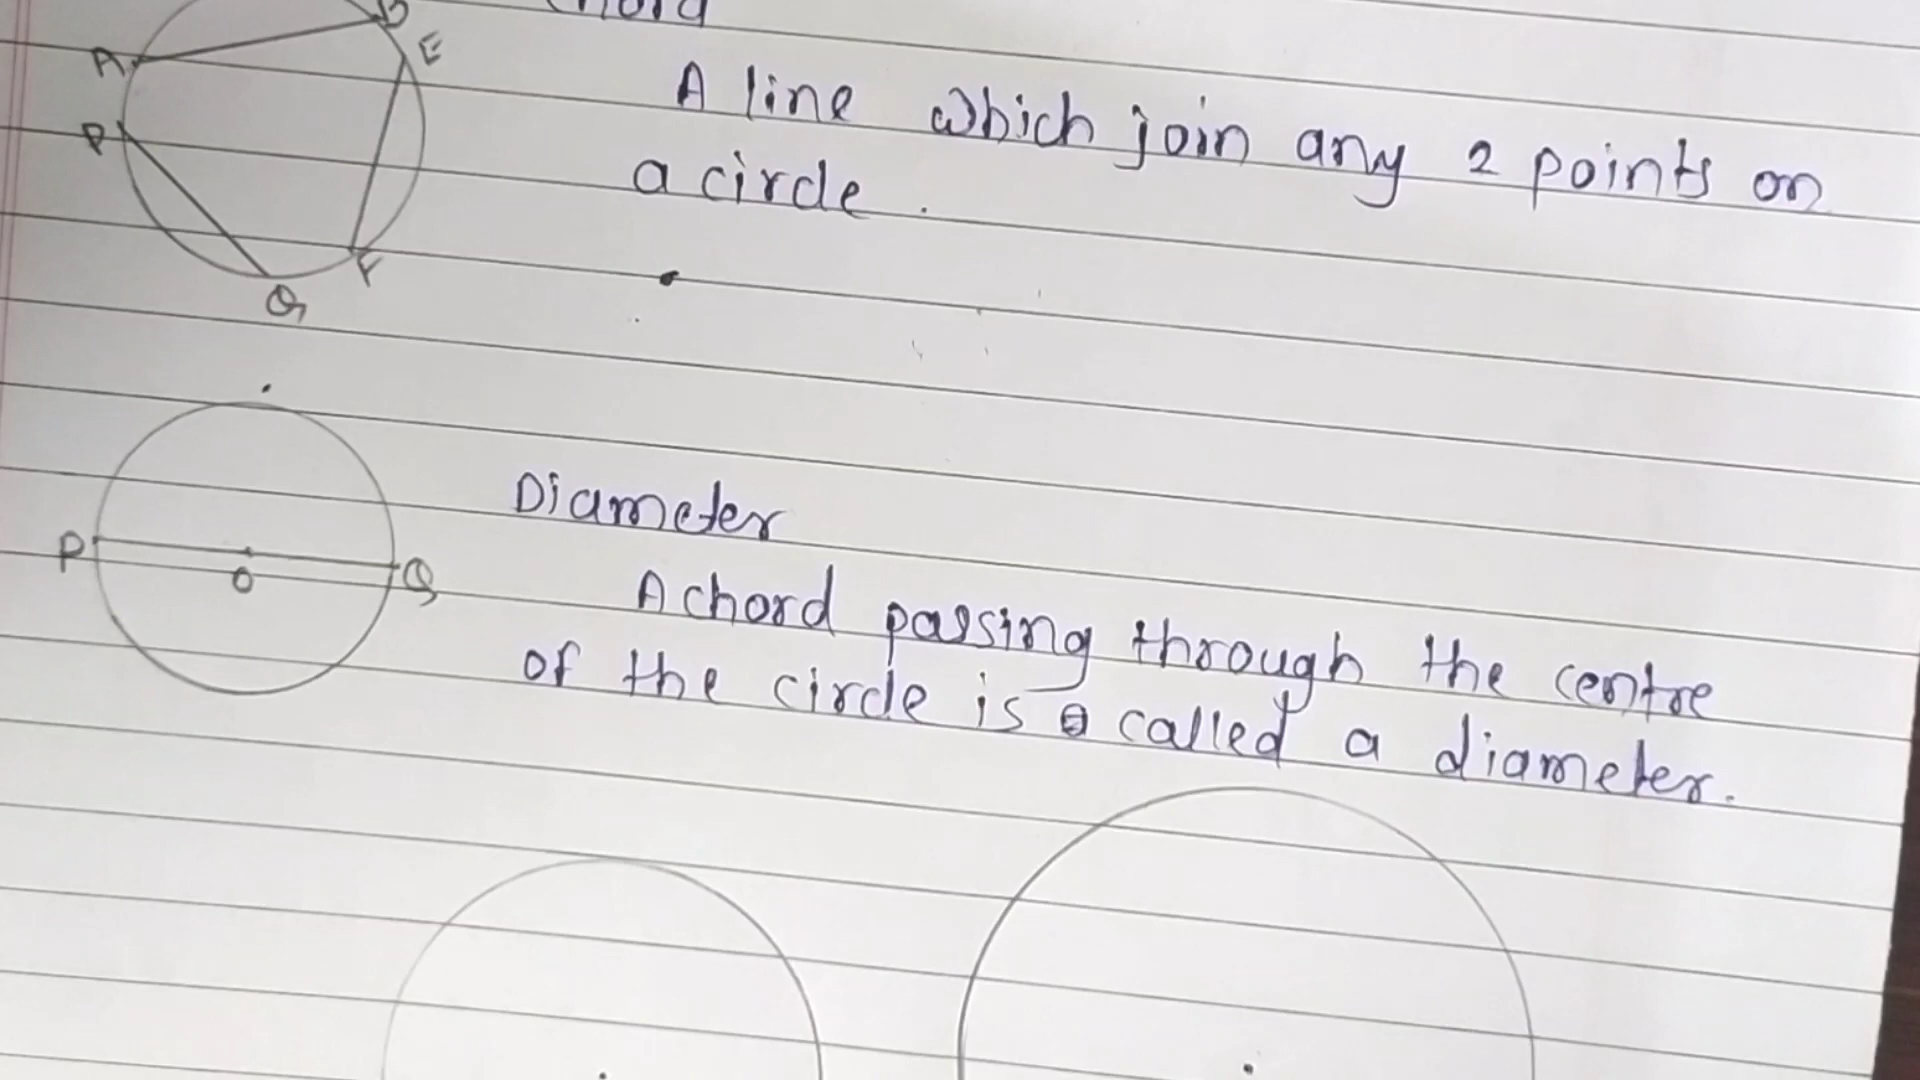 A
E
A line which join any 2 points on
a circle.
P
F
Q
Diameter
P
O
Q
A chord passing through the centre
of the circle is called a diameter.